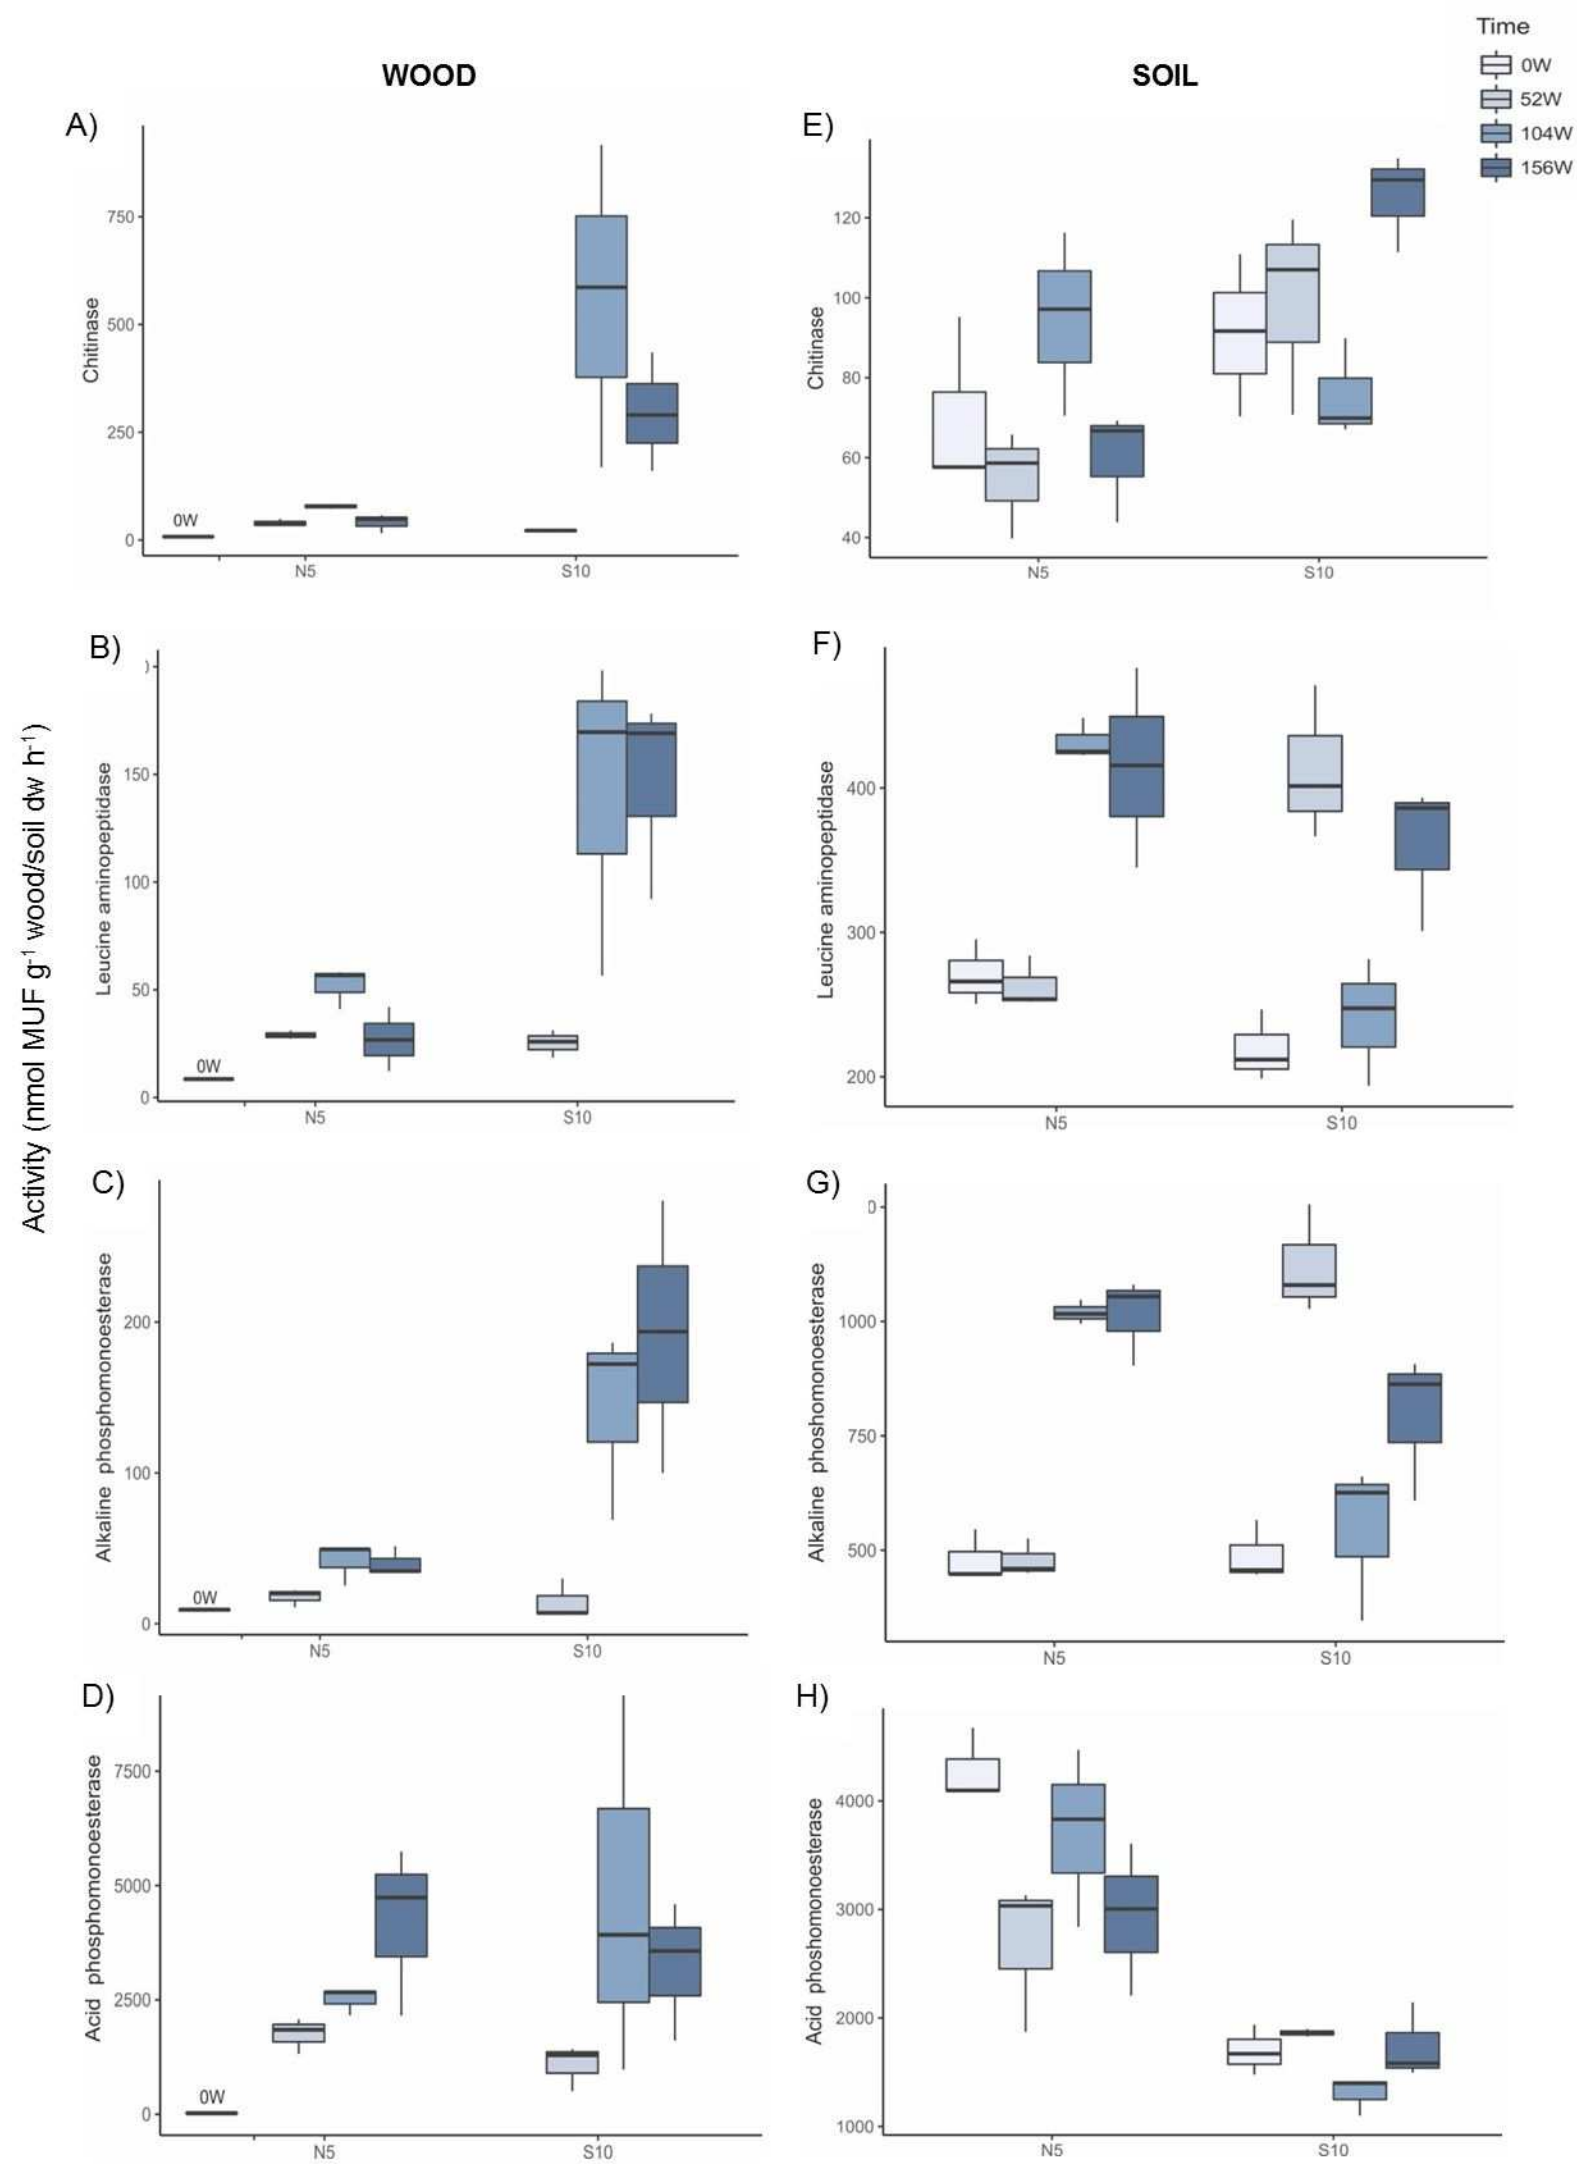 Time
0W
52W
104W
156W
WOOD
SOIL
Activity (nmol MUF g-1 wood/soil dw h-1)
A)
Chitinase
750
500
250
0
0W
N5
S10
E)
Chitinase
120
100
80
60
40
N5
S10
B)
Leucine aminopeptidase
150
100
50
0
0W
N5
S10
F)
Leucine aminopeptidase
400
300
200
N5
S10
C)
Alkaline phosphomonoesterase
200
100
0
0W
N5
S10
G)
Alkaline phoshomonoesterase
1000
750
500
N5
S10
D)
Acid phosphomonoesterase
7500
5000
2500
0
0W
N5
S10
H)
Acid phoshomonoesterase
4000
3000
2000
1000
N5
S10